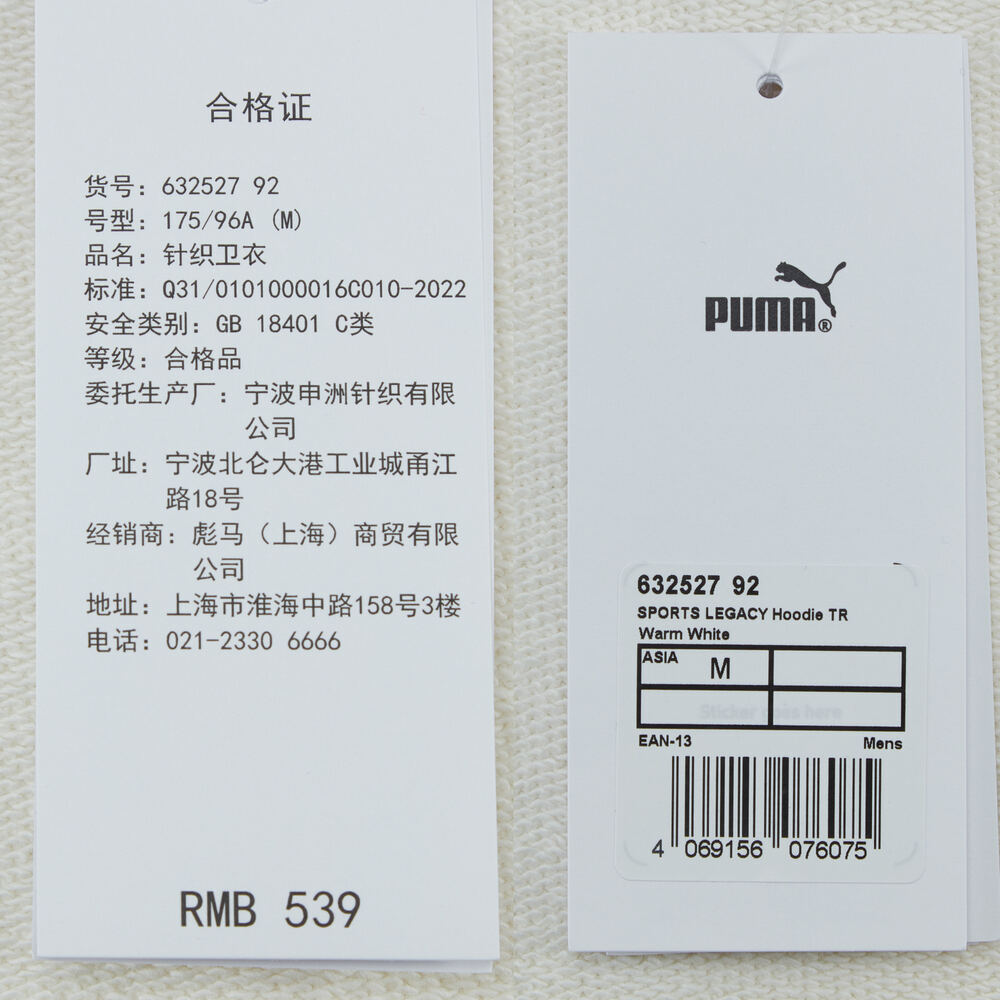 合格证
货号：632527 92
号型：175/96A (M)
品名：针织卫衣
标准：Q31/0101000016C010-2022
安全类别：GB 18401 C类
等级：合格品
委托生产厂：宁波申洲针织有限
公司
厂址：宁波北仑大港工业城甬江
路18号
经销商：彪马（上海）商贸有限
公司
地址：上海市淮海中路158号3楼
电话：021-2330 6666
RMB 539
PUMA®
632527 92
SPORTS LEGACY Hoodie TR
Warm White
ASIA M
Sticker goes here
EAN-13 Mens
4 069156 076075